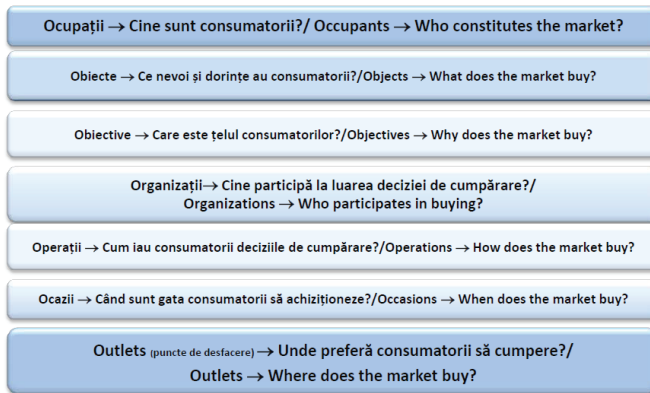 Ocupații → Cine sunt consumatorii?/ Occupants → Who constitutes the market?
Obiecte → Ce nevoi și dorințe au consumatorii?/Objects → What does the market buy?
Obiective → Care este țelul consumatorilor?/Objectives → Why does the market buy?
Organizații→ Cine participă la luarea deciziei de cumpărare?/
Organizations → Who participates in buying?
Operații → Cum iau consumatorii deciziile de cumpărare?/Operations → How does the market buy?
Ocazii → Când sunt gata consumatorii să achiziționeze?/Occasions → When does the market buy?
Outlets (puncte de desfacere) → Unde preferă consumatorii să cumpere?/
Outlets → Where does the market buy?